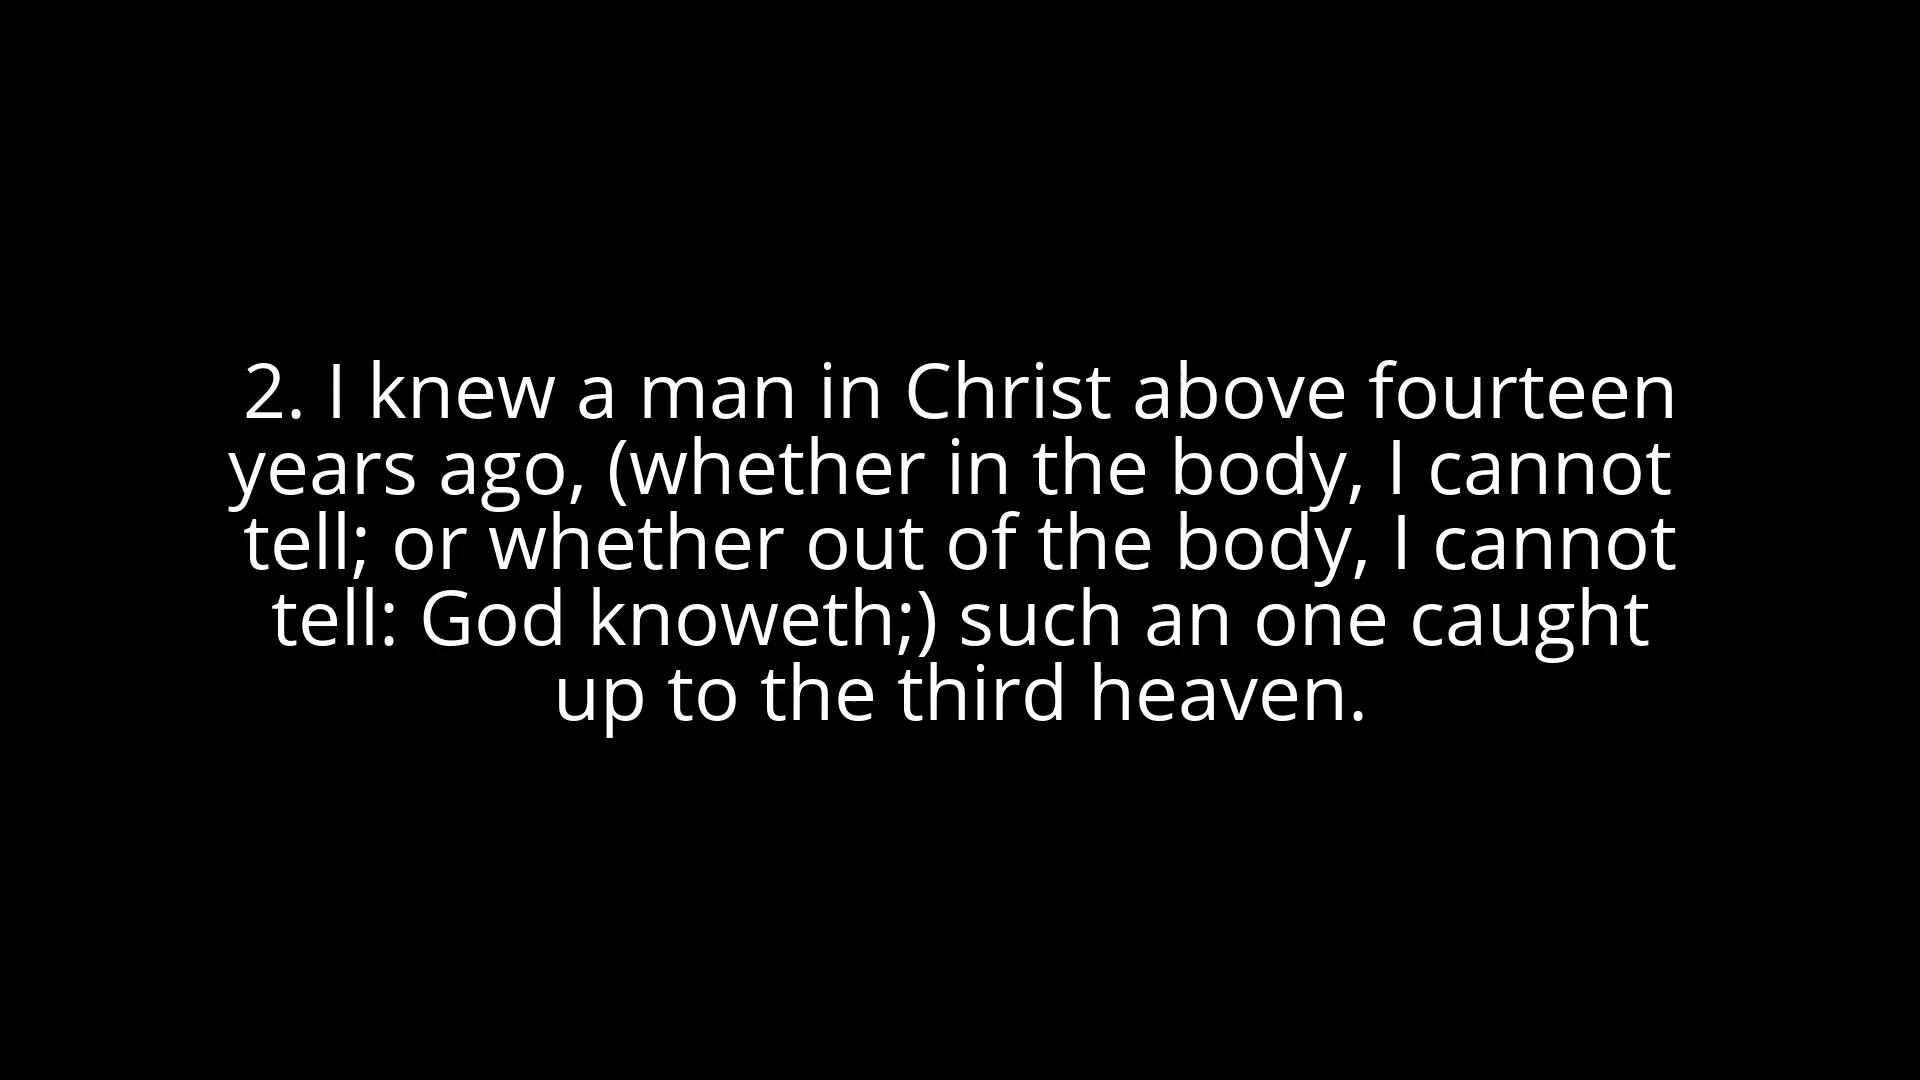 2. I knew a man in Christ above fourteen
years ago, (whether in the body, I cannot
tell; or whether out of the body, I cannot
tell: God knoweth;) such an one caught
up to the third heaven.